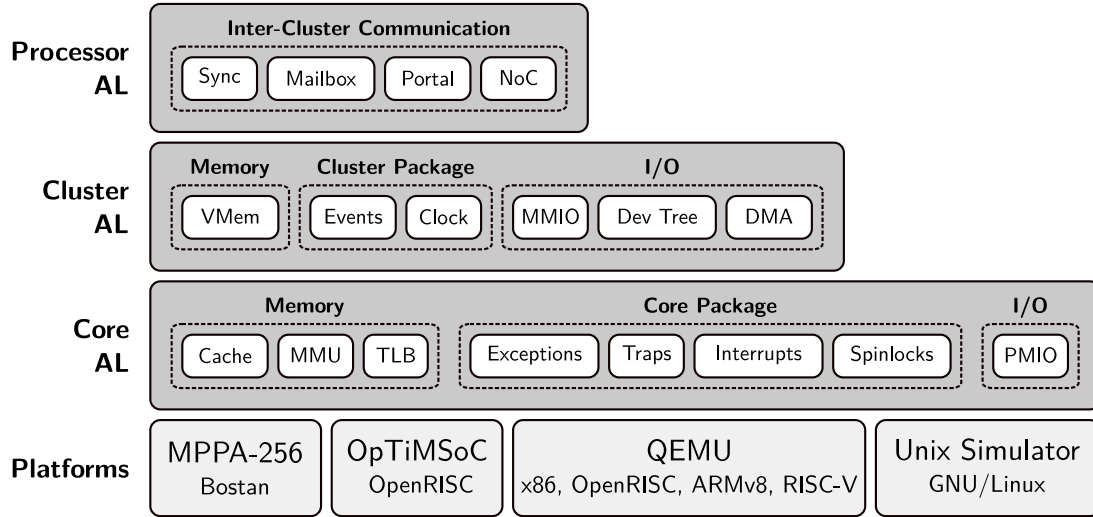 Processor
AL
Inter-Cluster Communication
Sync Mailbox Portal NoC
Cluster
AL
Memory Cluster Package I/O
VMem Events Clock MMIO Dev Tree DMA
Core
AL
Memory Core Package I/O
Cache MMU TLB Exceptions Traps Interrupts Spinlocks PMIO
Platforms
MPPA-256 OpTiMSoC QEMU Unix Simulator
Bostan OpenRISC x86, OpenRISC, ARMv8, RISC-V GNU/Linux